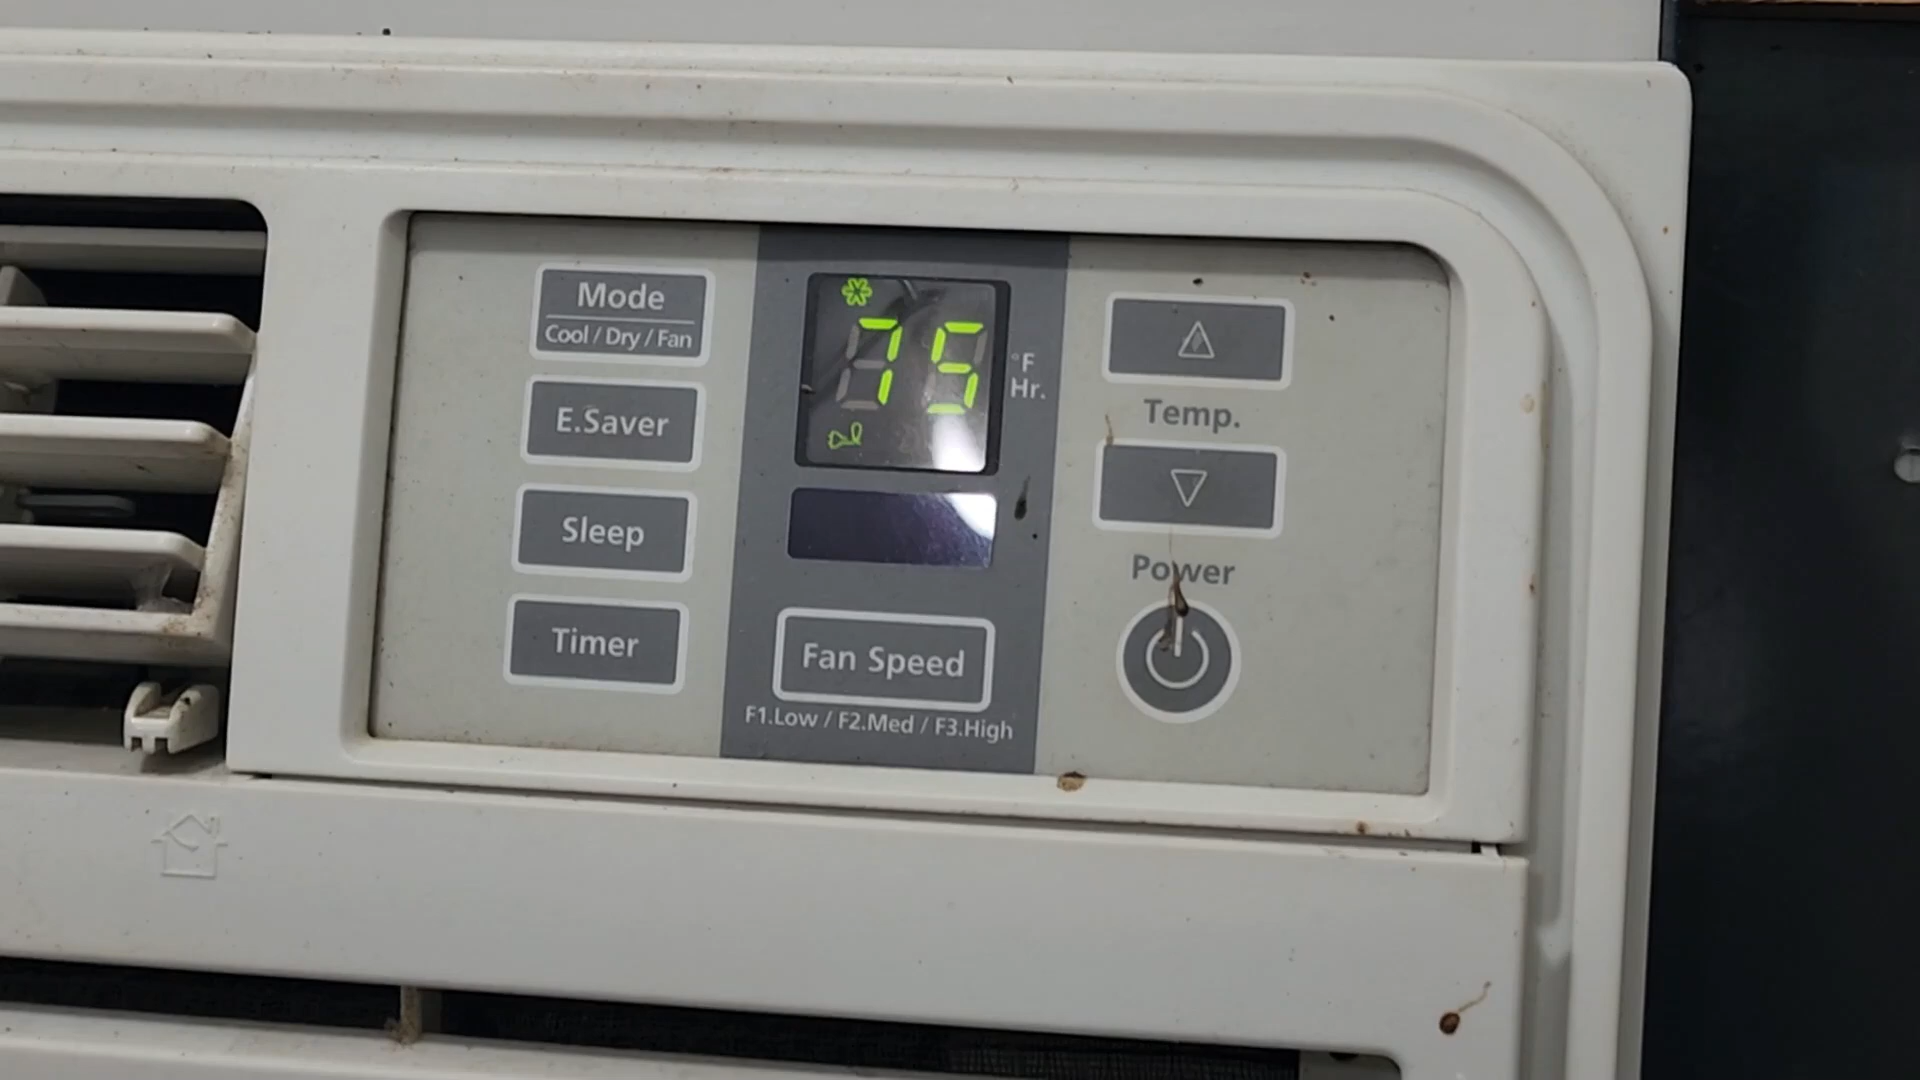 Mode
Cool / Dry / Fan
E.Saver
Sleep
Timer
75
°F
Hr.
Fan Speed
F1.Low / F2.Med / F3.High
Temp.
Power